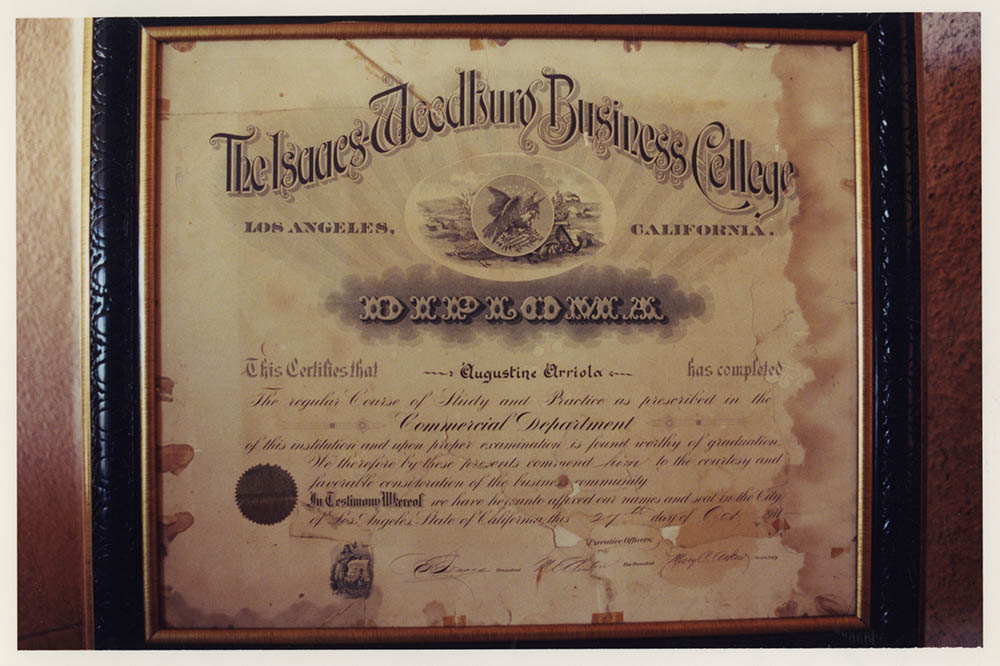 The Isaacs-Woodbury Business College
LOS ANGELES, CALIFORNIA.
DIPLOMA
This Certifies that Augustine Arriola has completed
The regular Course of Study and Practice as prescribed in the
Commercial Department
of this institution and upon proper examination is found worthy of graduation.
We therefore by these presents commend him to the courtesy and
favorable consideration of the business community
In Testimony Whereof we have hereunto affixed our names and seal in the City
of Los Angeles, State of California, this 27th day of Oct.
Executive Officers.
President Vice President Secretary